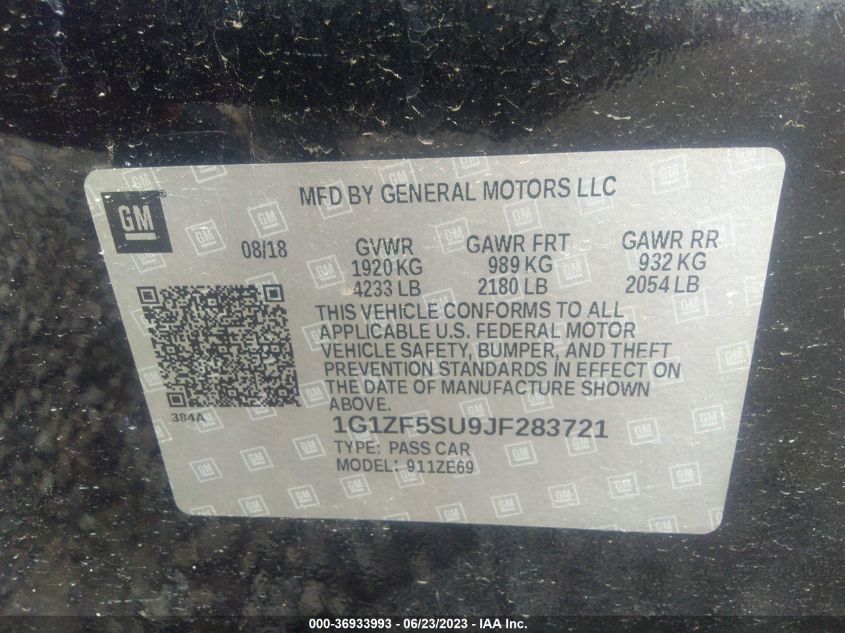 MFD BY GENERAL MOTORS LLC
GM
08/18 GVWR GAWR FRT GAWR RR
1920 KG 989 KG 932 KG
4233 LB 2180 LB 2054 LB
THIS VEHICLE CONFORMS TO ALL
APPLICABLE U.S. FEDERAL MOTOR
VEHICLE SAFETY, BUMPER, AND THEFT
PREVENTION STANDARDS IN EFFECT ON
THE DATE OF MANUFACTURE SHOWN
ABOVE.
384A
1G1ZF5SU9JF283721
TYPE: PASS CAR
MODEL: 911ZE69
000-36933993 - 06/23/2023 - IAA Inc.